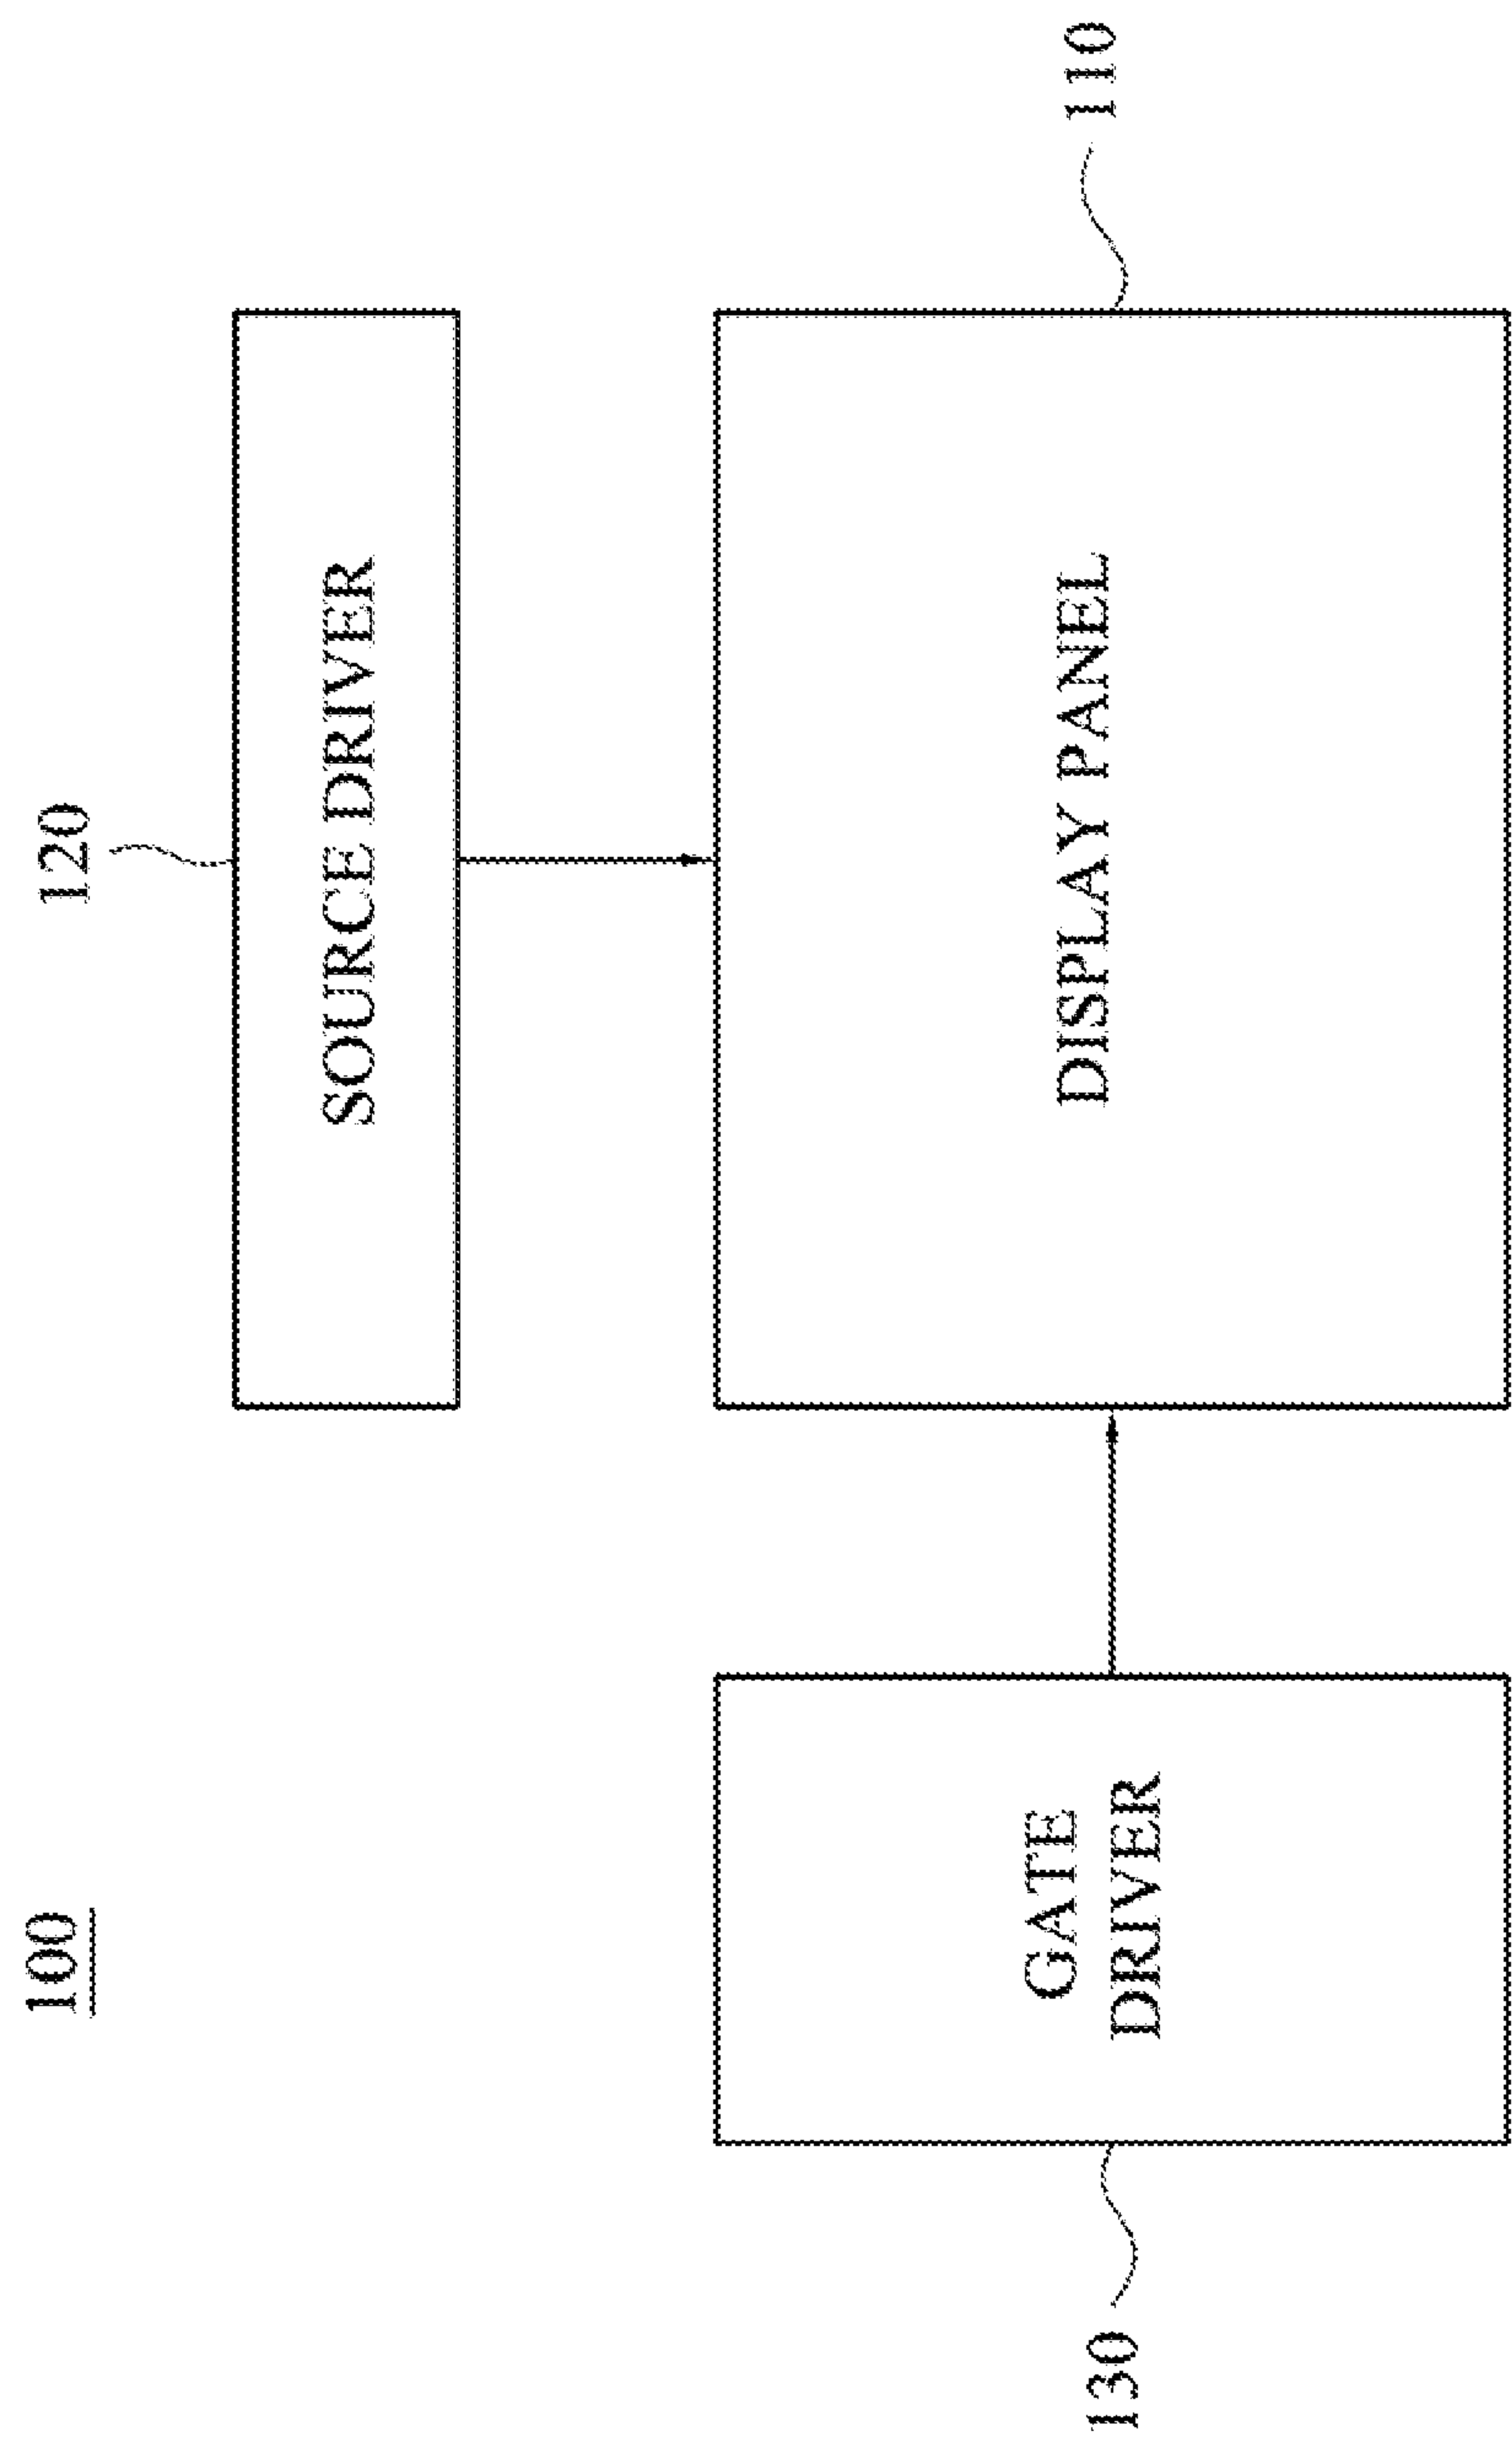 100
120
SOURCE DRIVER
130
GATE
DRIVER
DISPLAY PANEL
110